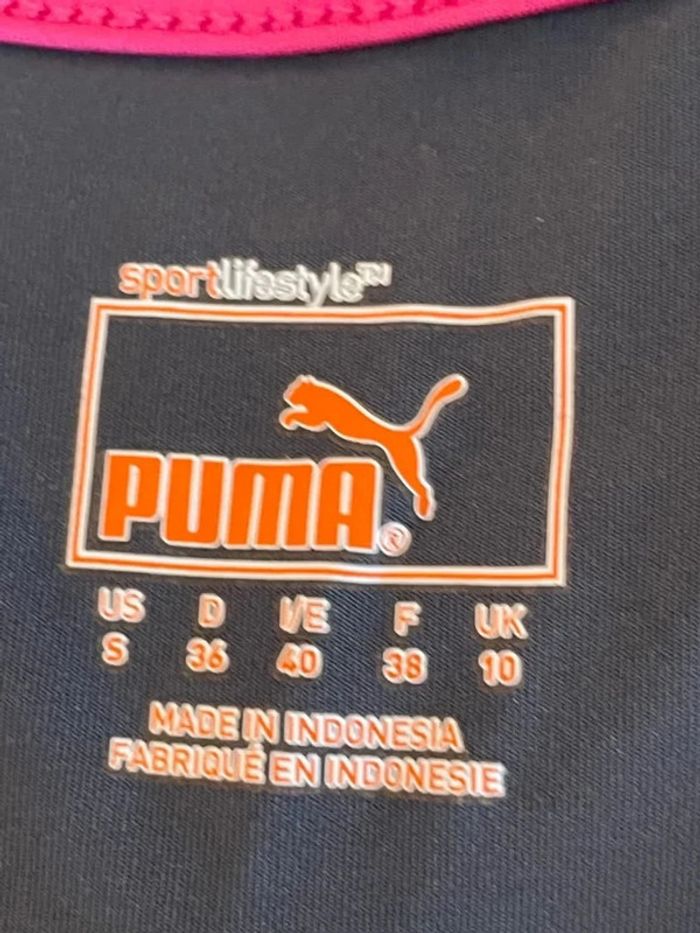 sportlifestyle™
PUMA®
US D I/E F UK
S 36 40 38 10
MADE IN INDONESIA
FABRIQUÉ EN INDONESIE